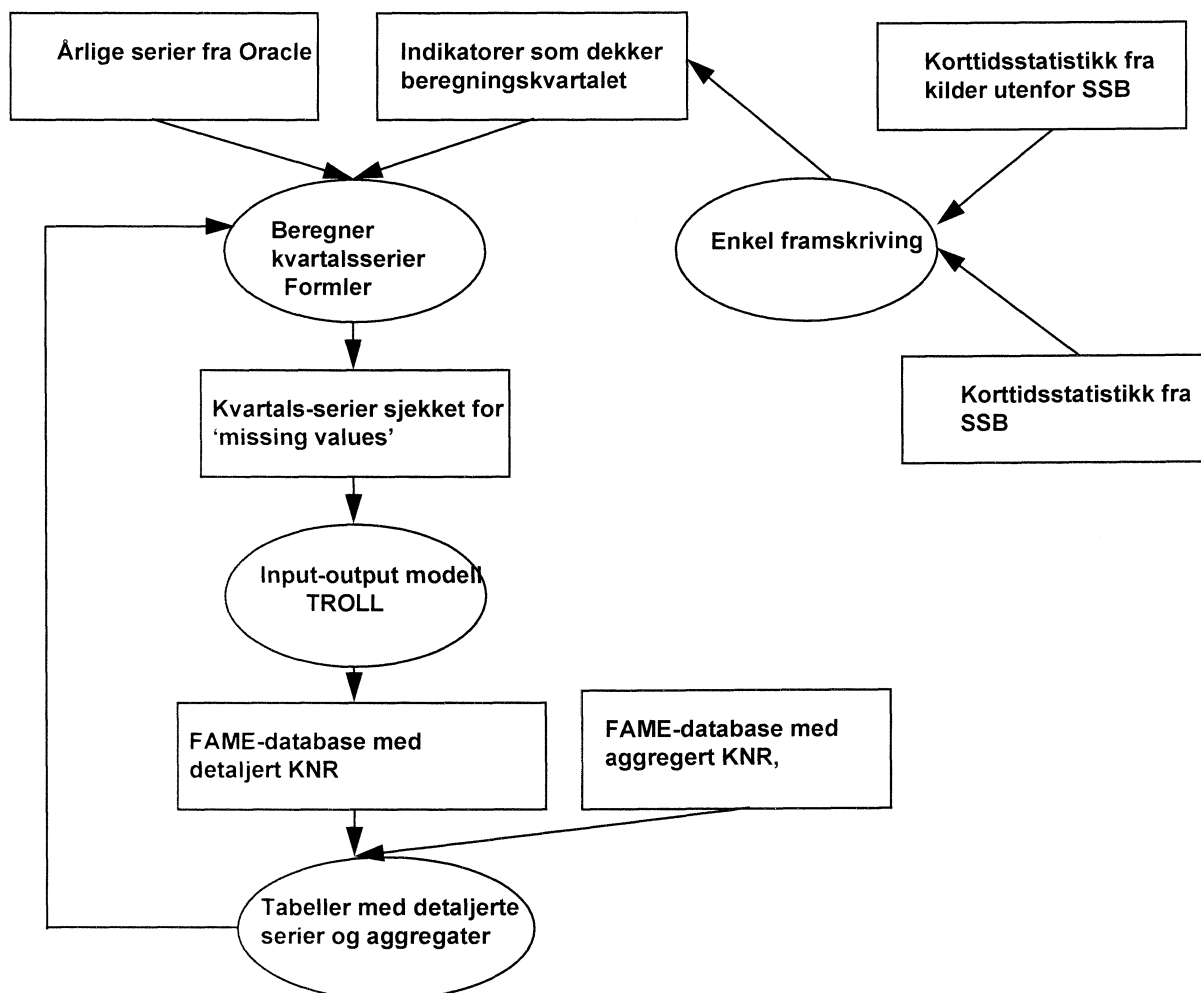 Årlige serier fra Oracle
Indikatorer som dekker
beregningskvartalet
Korttidsstatistikk fra
kilder utenfor SSB
Beregner
kvartalsserier
Formler
Enkel framskriving
Kvartals-serier sjekket for
‘missing values’
Korttidsstatistikk fra
SSB
Input-output modell
TROLL
FAME-database med
detaljert KNR
FAME-database med
aggregert KNR,
Tabeller med detaljerte
serier og aggregater